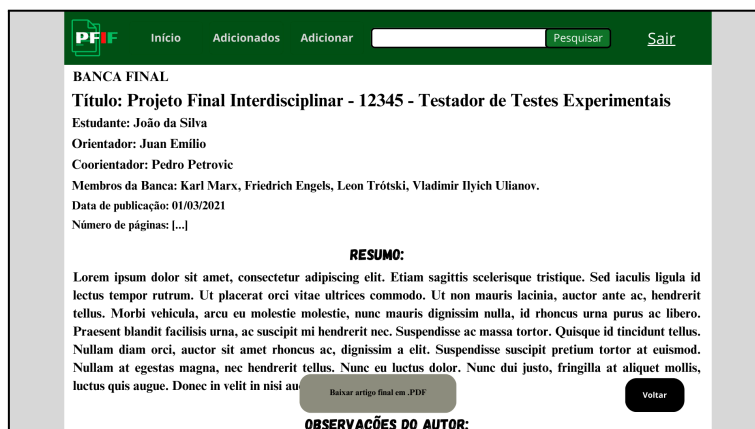 PFIF Início Adicionados Adicionar Pesquisar Sair
BANCA FINAL
Título: Projeto Final Interdisciplinar - 12345 - Testador de Testes Experimentais
Estudante: João da Silva
Orientador: Juan Emílio
Coorientador: Pedro Petrovic
Membros da Banca: Karl Marx, Friedrich Engels, Leon Trótski, Vladimir Ilyich Ulianov.
Data de publicação: 01/03/2021
Número de páginas: [...]
RESUMO:
Lorem ipsum dolor sit amet, consectetur adipiscing elit. Etiam sagittis scelerisque tristique. Sed iaculis ligula id
lectus tempor rutrum. Ut placerat orci vitae ultrices commodo. Ut non mauris lacinia, auctor ante ac, hendrerit
tellus. Morbi vehicula, arcu eu molestie molestie, nunc mauris dignissim nulla, id rhoncus urna purus ac libero.
Praesent blandit facilisis urna, ac suscipit mi hendrerit nec. Suspendisse ac massa tortor. Quisque id tincidunt tellus.
Nullam diam orci, auctor sit amet rhoncus ac, dignissim a elit. Suspendisse suscipit pretium tortor at euismod.
Nullam at egestas magna, nec hendrerit tellus. Nunc eu luctus dolor. Nunc dui justo, fringilla at aliquet mollis,
luctus quis augue. Donec in velit in nisi
Baixar artigo final em .PDF
Voltar
OBSERVAÇÕES DO AUTOR: